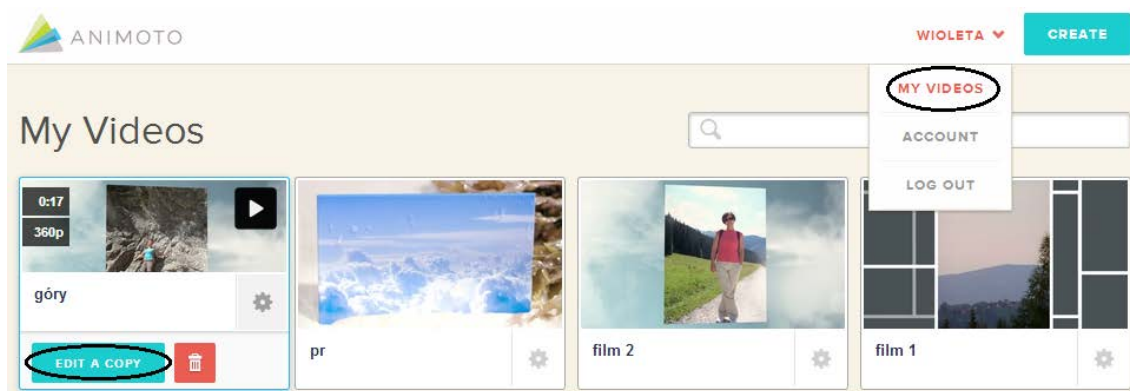 ANIMOTO
WIOLETA
CREATE
MY VIDEOS
ACCOUNT
LOG OUT
My Videos
0:17
360p
góry
EDIT A COPY
pr
film 2
film 1